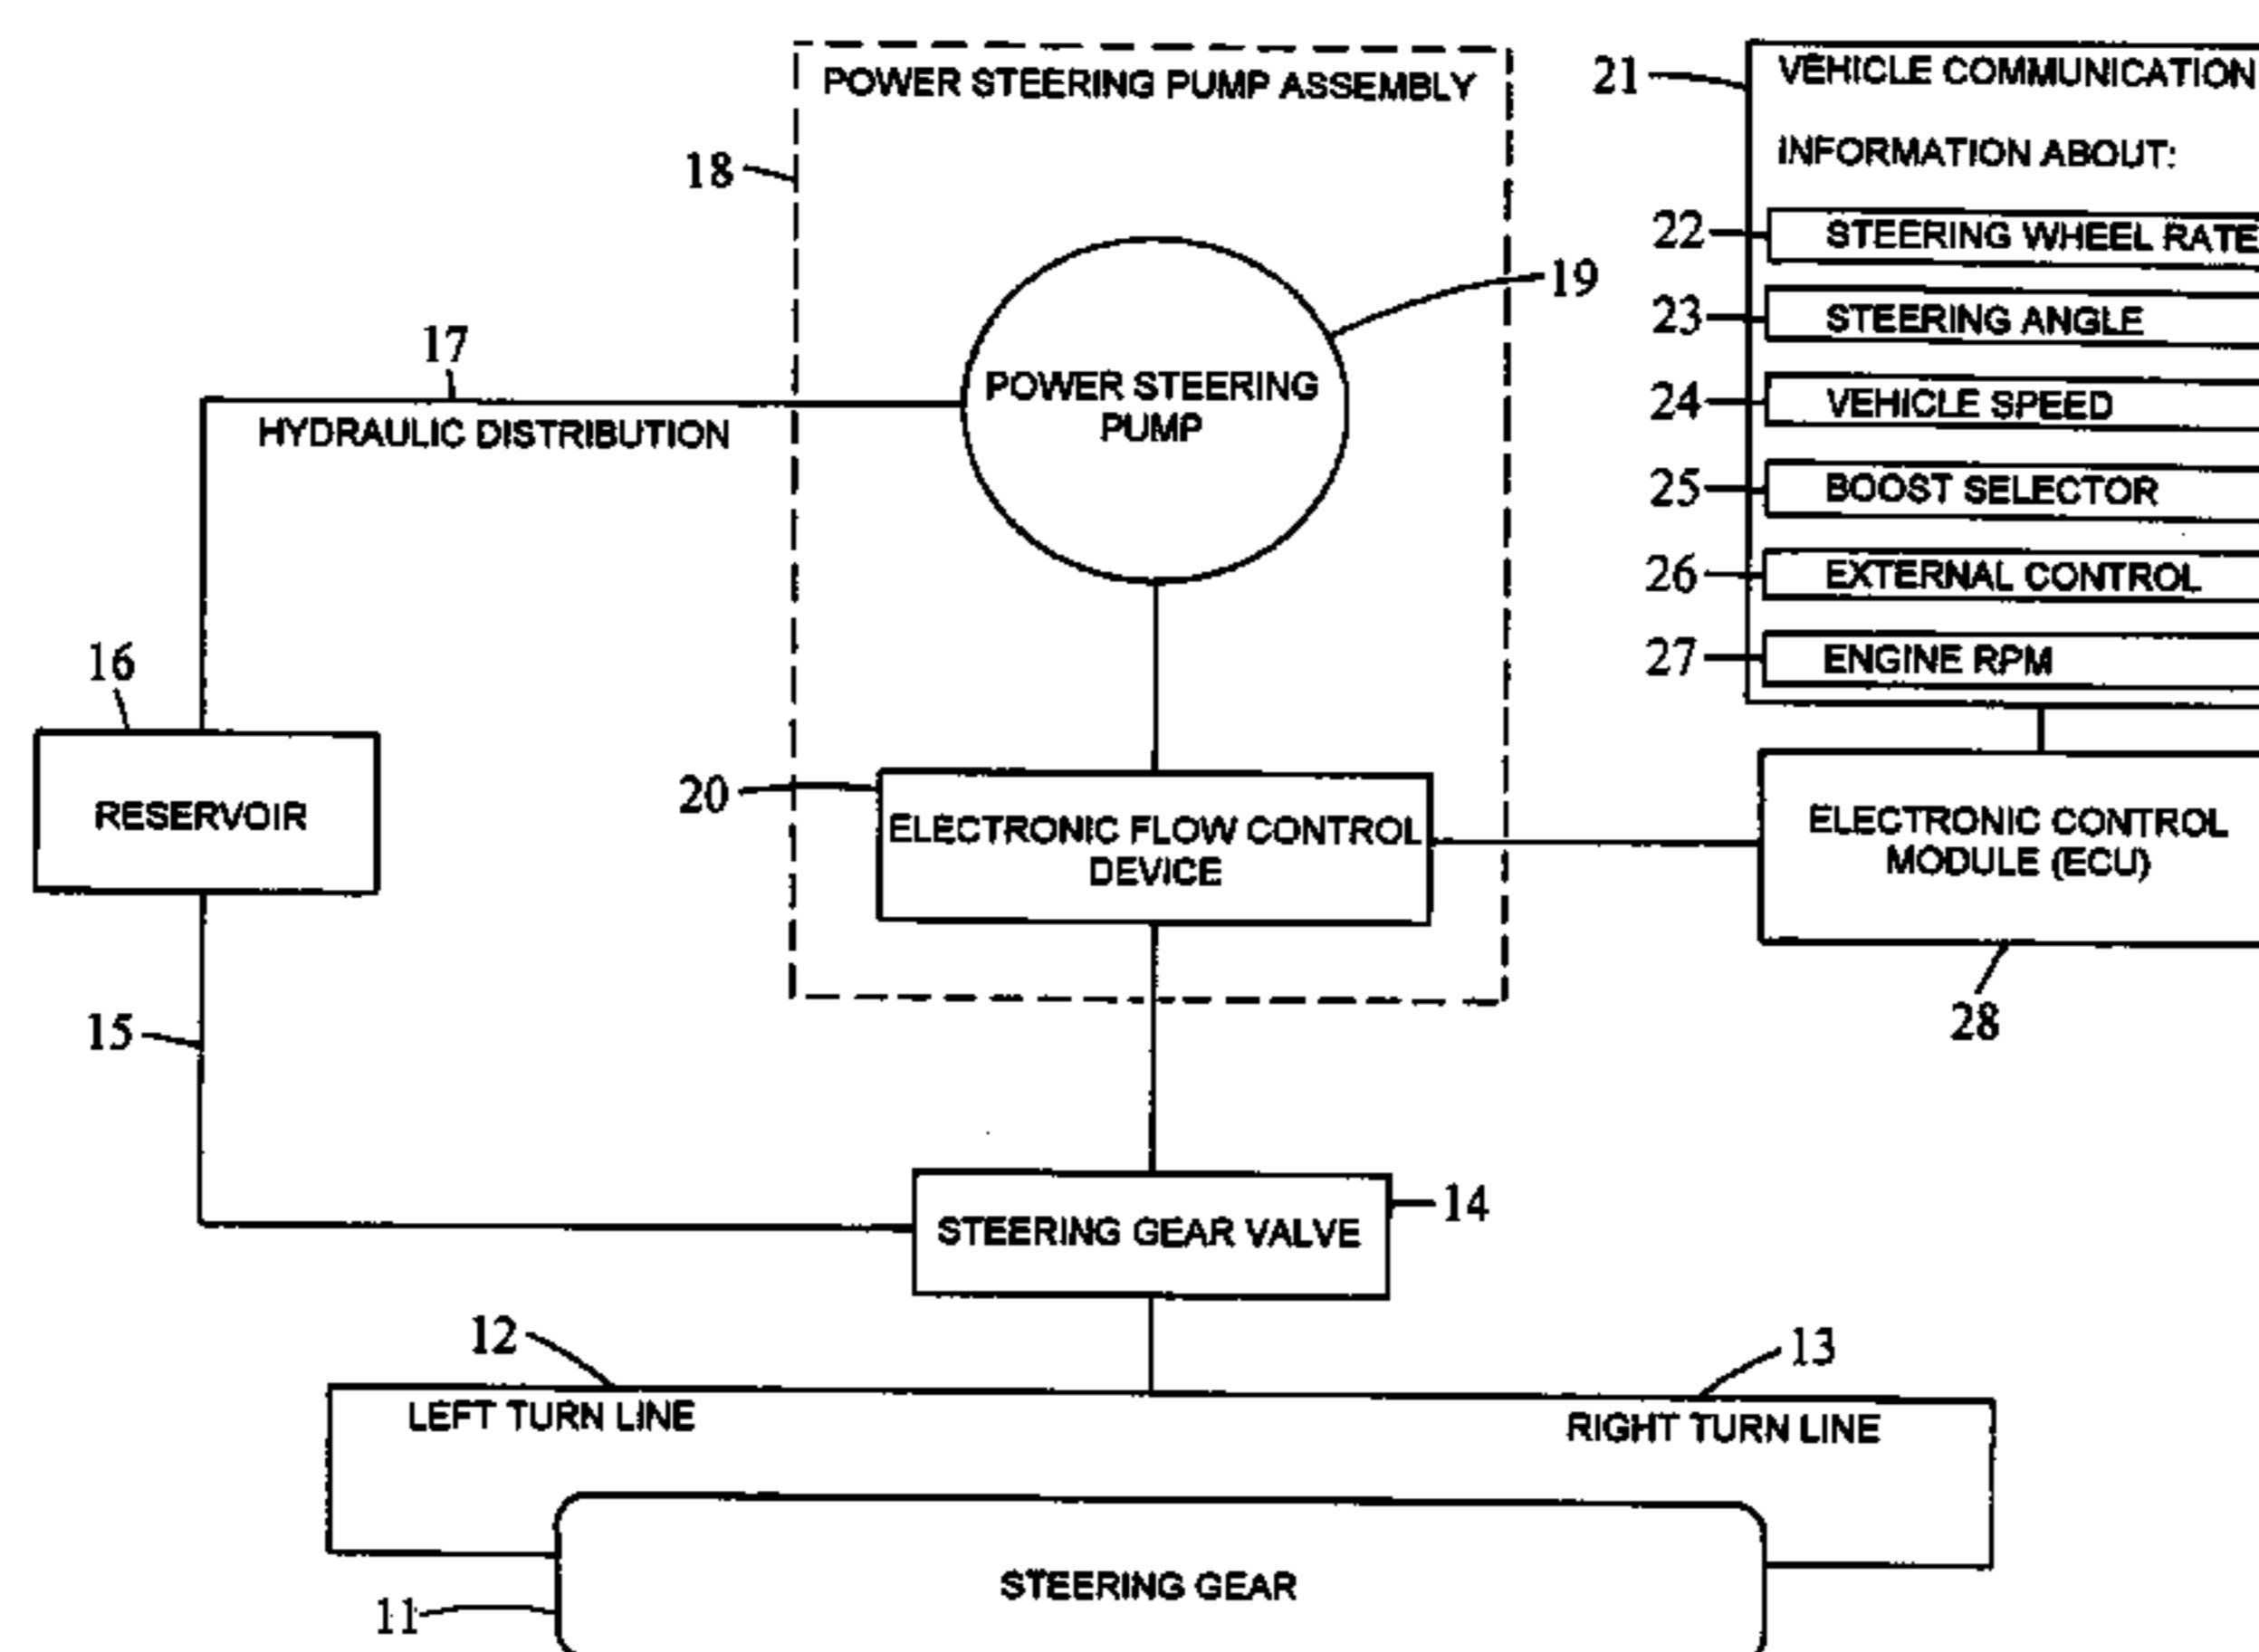 POWER STEERING PUMP ASSEMBLY
18
19
POWER STEERING
PUMP
17
HYDRAULIC DISTRIBUTION
16
RESERVOIR
20
ELECTRONIC FLOW CONTROL
DEVICE
15
STEERING GEAR VALVE
14
12
13
LEFT TURN LINE
RIGHT TURN LINE
STEERING GEAR
11
21
VEHICLE COMMUNICATION
INFORMATION ABOUT:
22
STEERING WHEEL RATE
23
STEERING ANGLE
24
VEHICLE SPEED
25
BOOST SELECTOR
26
EXTERNAL CONTROL
27
ENGINE RPM
ELECTRONIC CONTROL
MODULE (ECU)
28